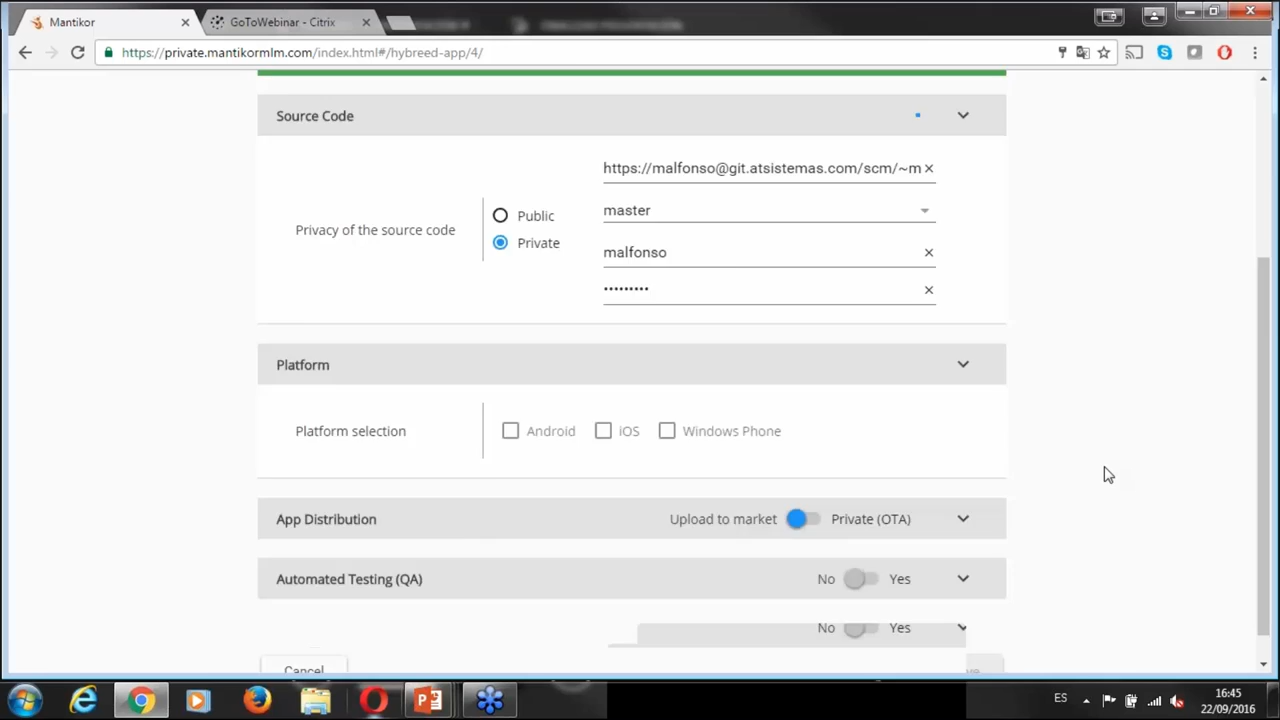 Mantikor
GoToWebinar - Citrix
https://private.mantikormlm.com/index.html#/hybreed-app/4/
Source Code
https://malfonso@git.atsistemas.com/scm/~m
Privacy of the source code
Public
Private
master
malfonso
•••••••••
Platform
Platform selection
Android
iOS
Windows Phone
App Distribution
Upload to market
Private (OTA)
Automated Testing (QA)
No
Yes
No
Yes
Cancel
ES
16:45
22/09/2016